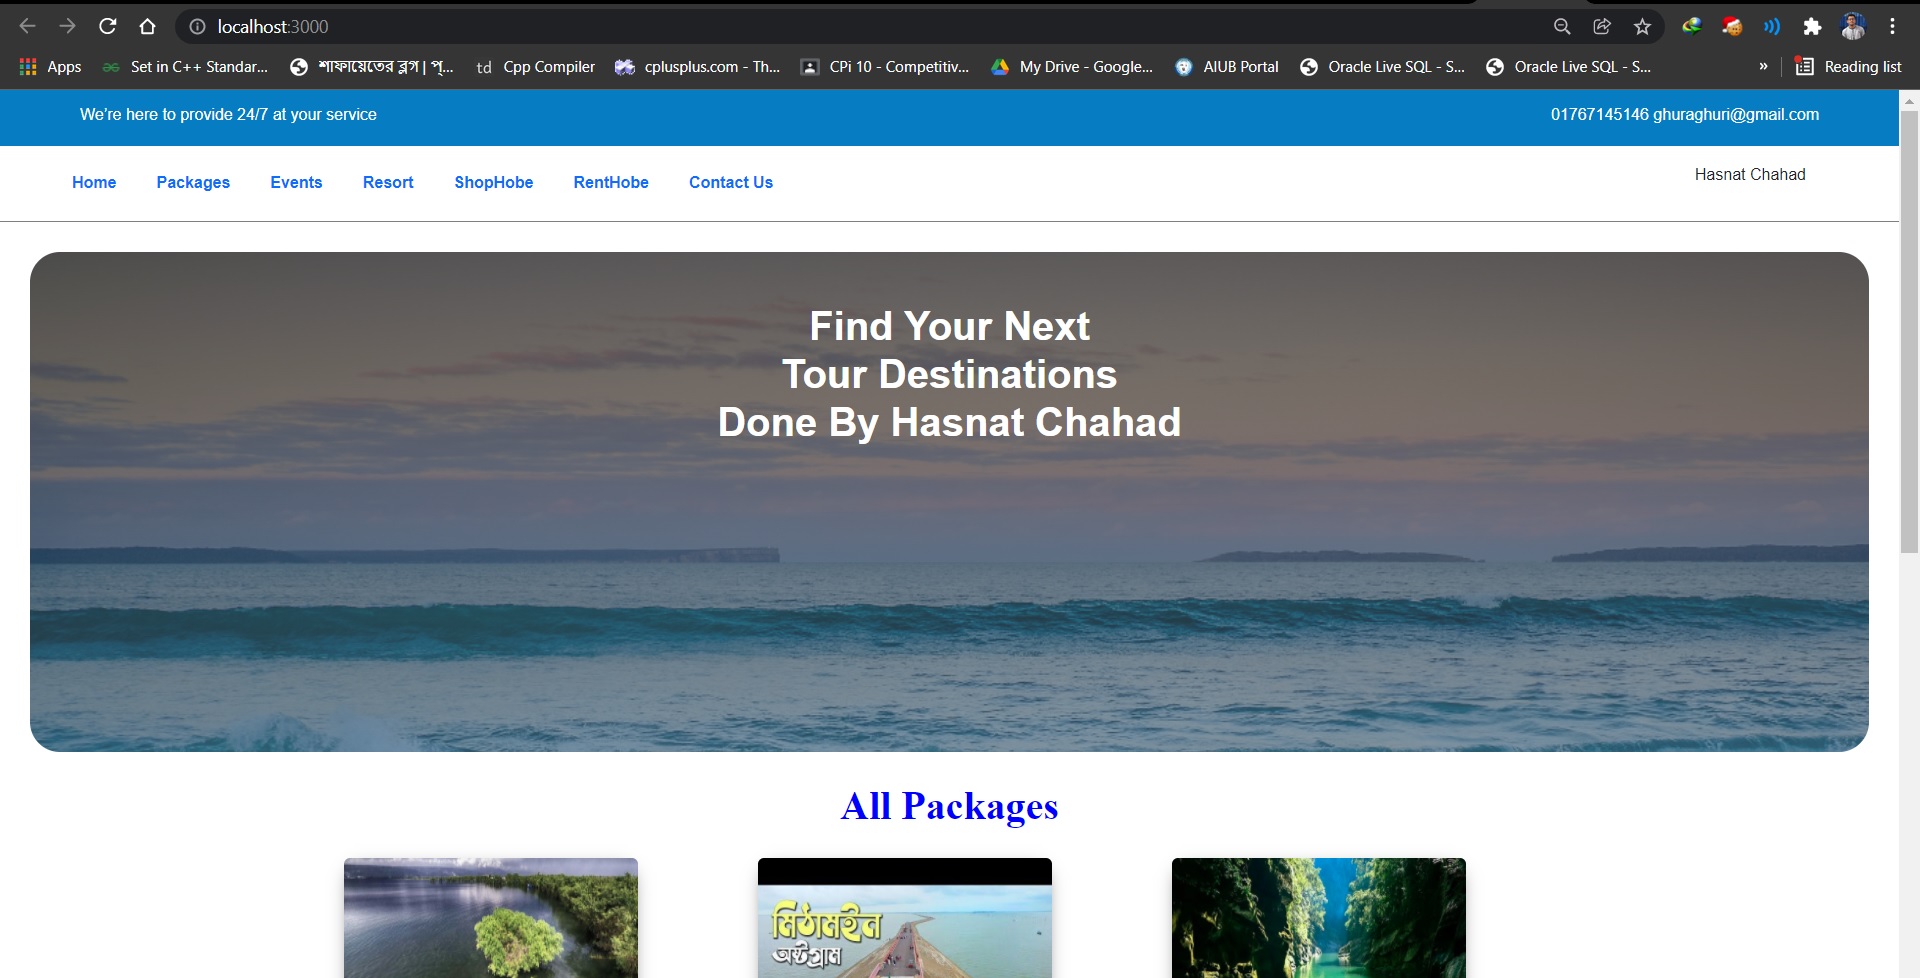 localhost:3000
Apps
Set in C++ Standar...
শাফায়েতের ব্লগ | প্...
td Cpp Compiler
cplusplus.com - Th...
CPi 10 - Competitiv...
My Drive - Google...
AIUB Portal
Oracle Live SQL - S...
Oracle Live SQL - S...
»
Reading list
We're here to provide 24/7 at your service
01767145146 ghuraghuri@gmail.com
Home Packages Events Resort ShopHobe RentHobe Contact Us
Hasnat Chahad
Find Your Next
Tour Destinations
Done By Hasnat Chahad
All Packages
মিঠামইন
অষ্টগ্রাম